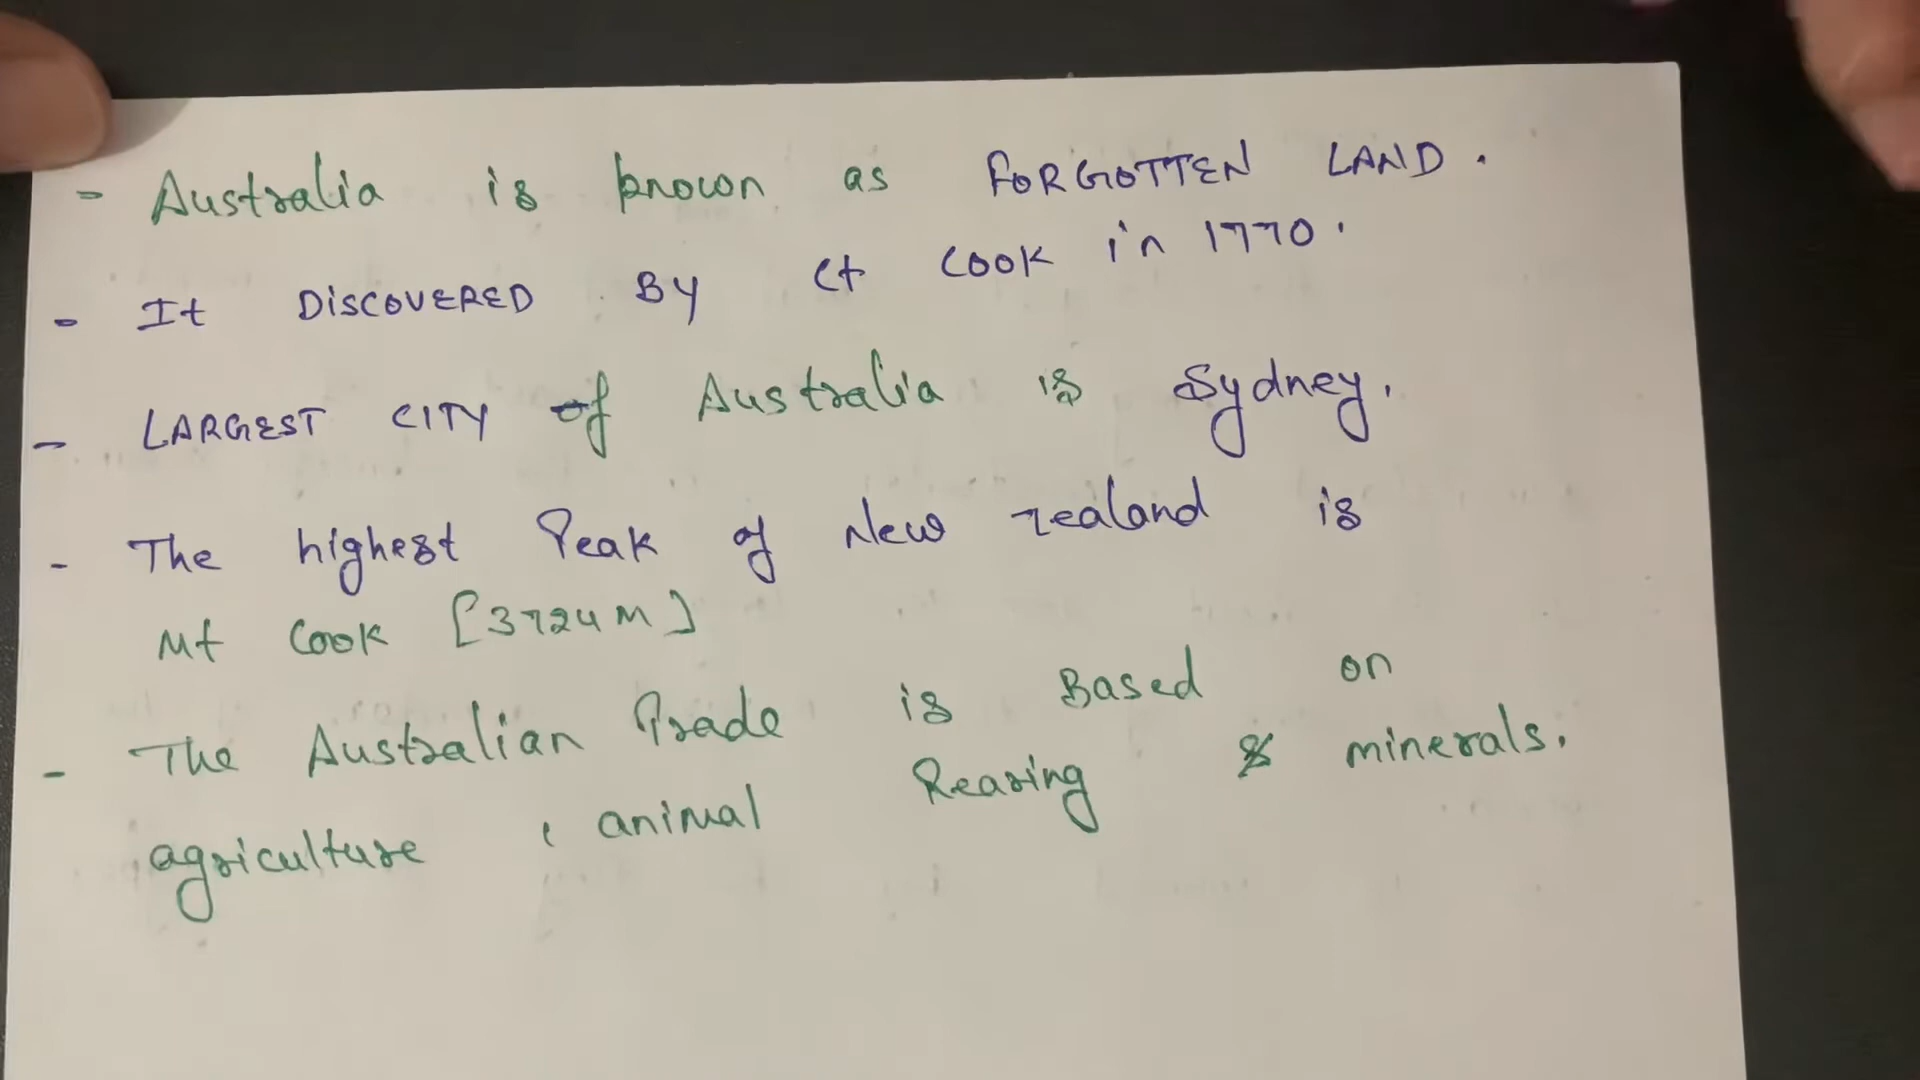 - Australia is known as FORGOTTEN LAND.
- It DISCOVERED BY Ct COOK in 1770.
- LARGEST CITY of Australia is Sydney.
- The highest Peak of New zealand is
Mt Cook [3724M]
- The Australian Trade is Based on
agriculture, animal Rearing & minerals.